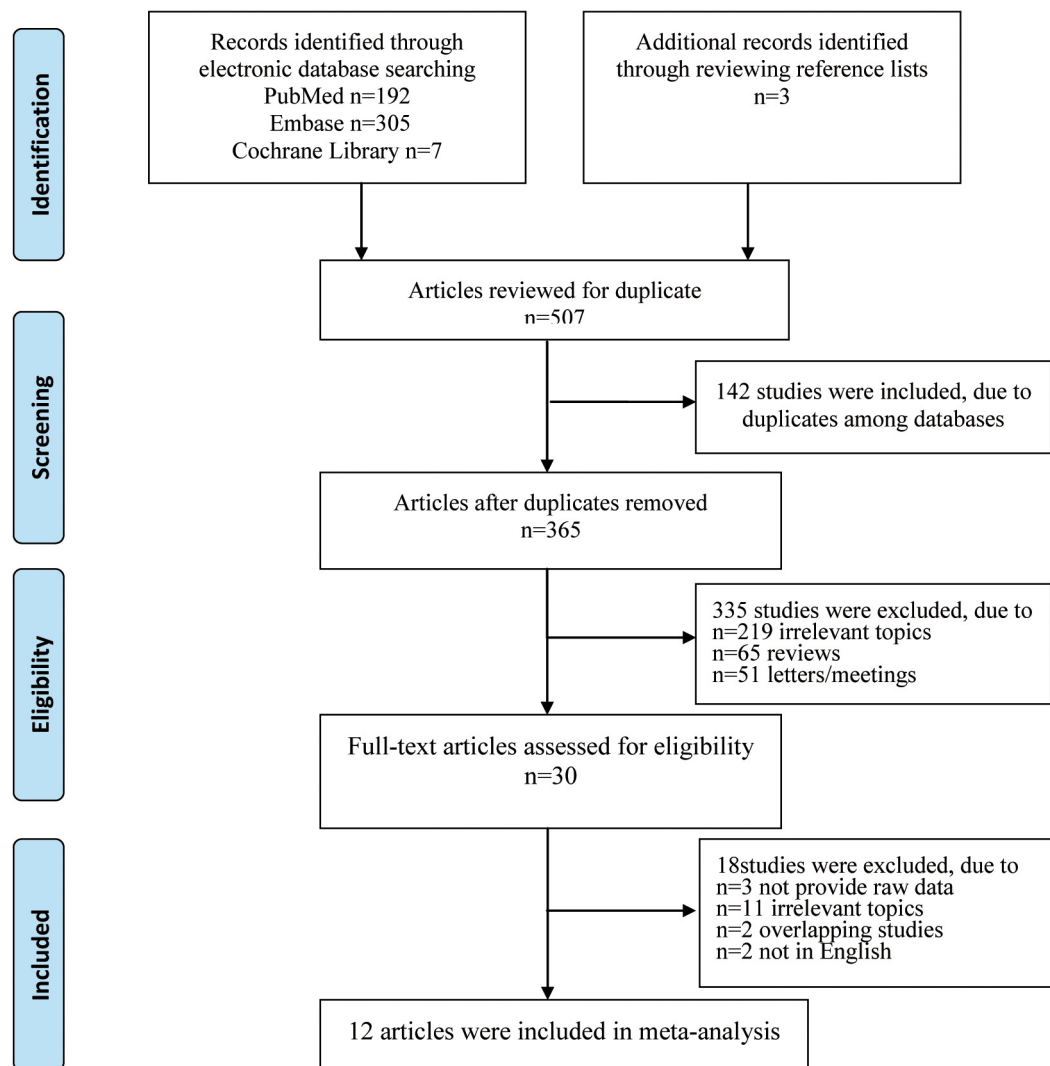 Identification
Records identified through
electronic database searching
PubMed n=192
Embase n=305
Cochrane Library n=7
Additional records identified
through reviewing reference lists
n=3
Articles reviewed for duplicate
n=507
Screening
142 studies were included, due to
duplicates among databases
Articles after duplicates removed
n=365
Eligibility
335 studies were excluded, due to
n=219 irrelevant topics
n=65 reviews
n=51 letters/meetings
Full-text articles assessed for eligibility
n=30
Included
18studies were excluded, due to
n=3 not provide raw data
n=11 irrelevant topics
n=2 overlapping studies
n=2 not in English
12 articles were included in meta-analysis